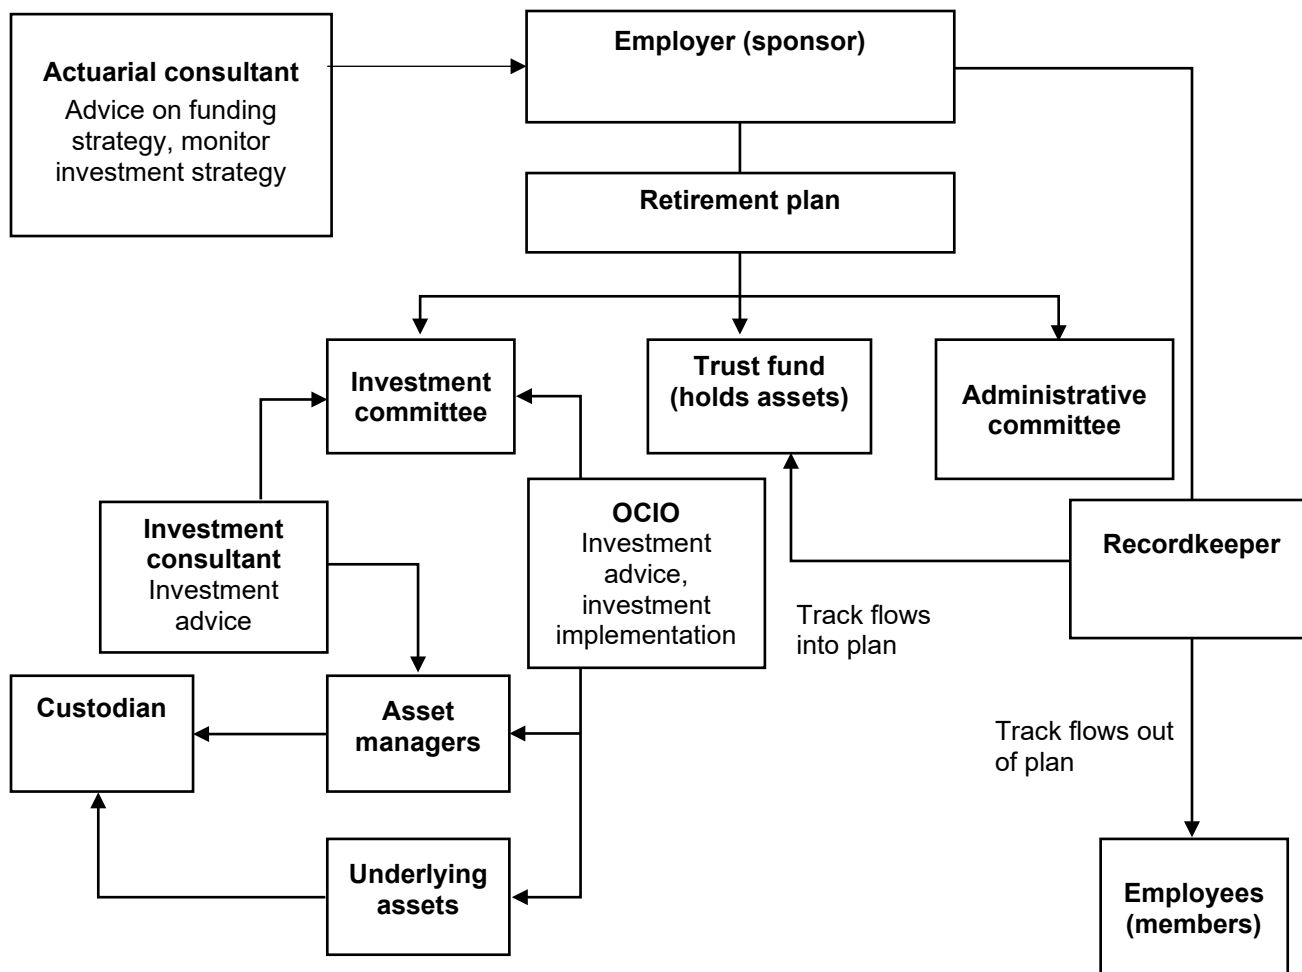 Employer (sponsor)
Actuarial consultant
Advice on funding
strategy, monitor
investment strategy
Retirement plan
Investment
committee
Trust fund
(holds assets)
Administrative
committee
Investment
consultant
Investment
advice
OCIO
Investment
advice,
investment
implementation
Recordkeeper
Track flows
into plan
Custodian
Asset
managers
Track flows out
of plan
Underlying
assets
Employees
(members)